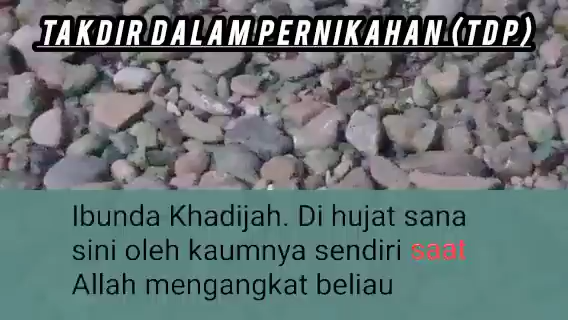 TAKDIR DALAM PERNIKAHAN (TDP)
Ibunda Khadijah. Di hujat sana
sini oleh kaumnya sendiri saat
Allah mengangkat beliau